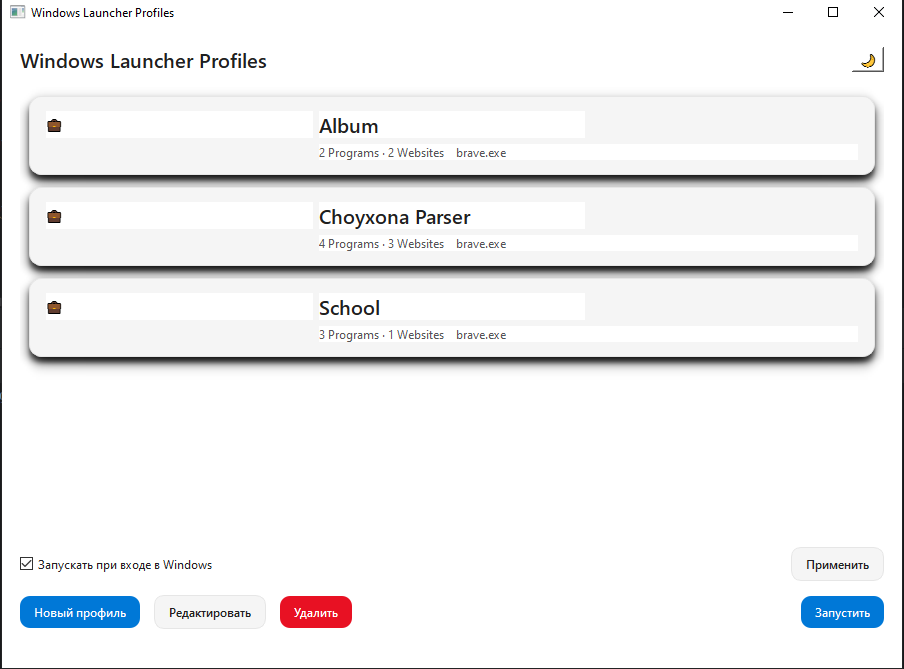 Windows Launcher Profiles
Windows Launcher Profiles
Album
2 Programs · 2 Websites brave.exe
Choyxona Parser
4 Programs · 3 Websites brave.exe
School
3 Programs · 1 Websites brave.exe
Запускать при входе в Windows
Применить
Новый профиль
Редактировать
Удалить
Запустить